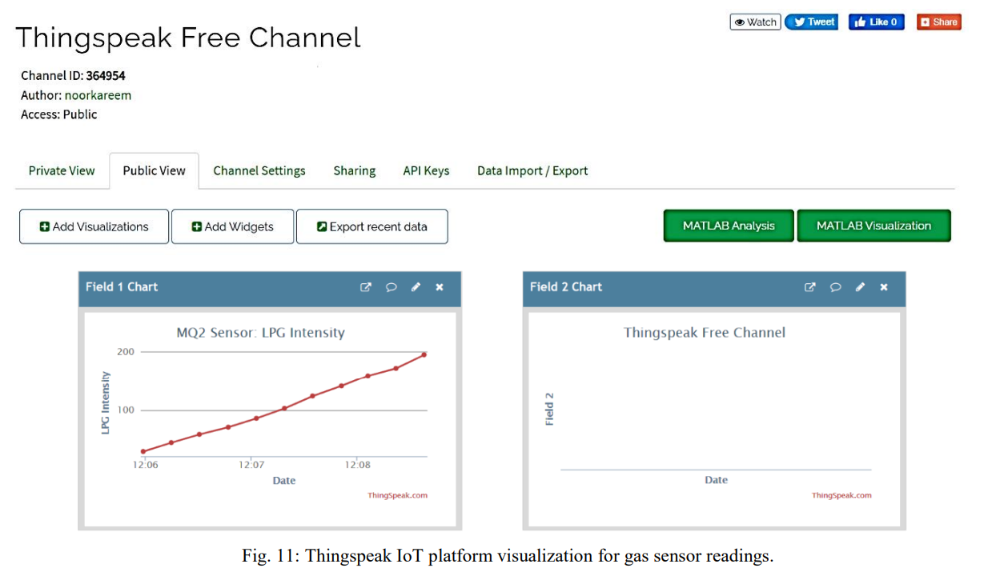 Watch Tweet Like 0 Share
Thingspeak Free Channel
Channel ID: 364954
Author: noorkareem
Access: Public
Private View Public View Channel Settings Sharing API Keys Data Import / Export
Add Visualizations Add Widgets Export recent data MATLAB Analysis MATLAB Visualization
Field 1 Chart
MQ2 Sensor: LPG Intensity
LPG Intensity
200
100
12:06 12:07 12:08
Date
ThingSpeak.com
Field 2 Chart
Thingspeak Free Channel
Field 2
Date
ThingSpeak.com
Fig. 11: Thingspeak IoT platform visualization for gas sensor readings.